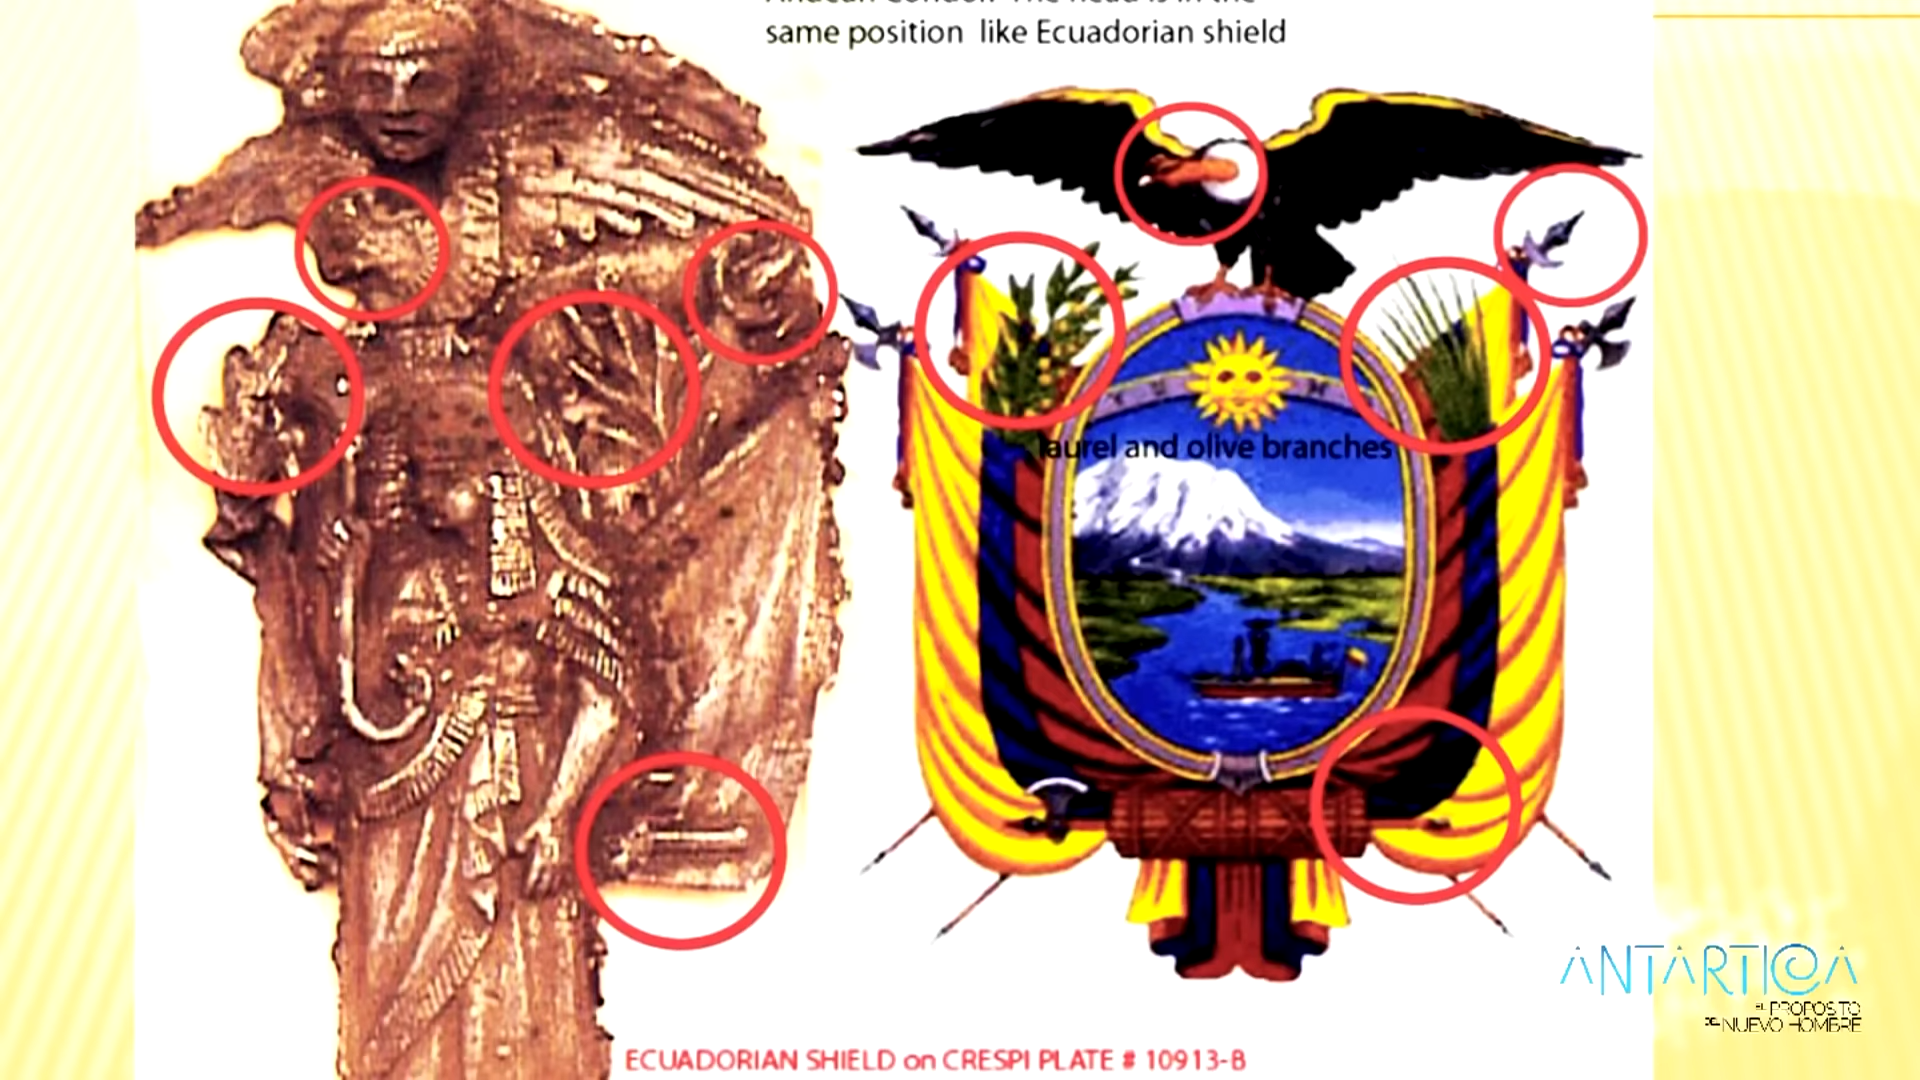 same position like Ecuadorian shield
laurel and olive branches
ANTARTICA
EL PROPOSITO
DEL NUEVO HOMBRE
ECUADORIAN SHIELD on CRESPI PLATE # 10913-B